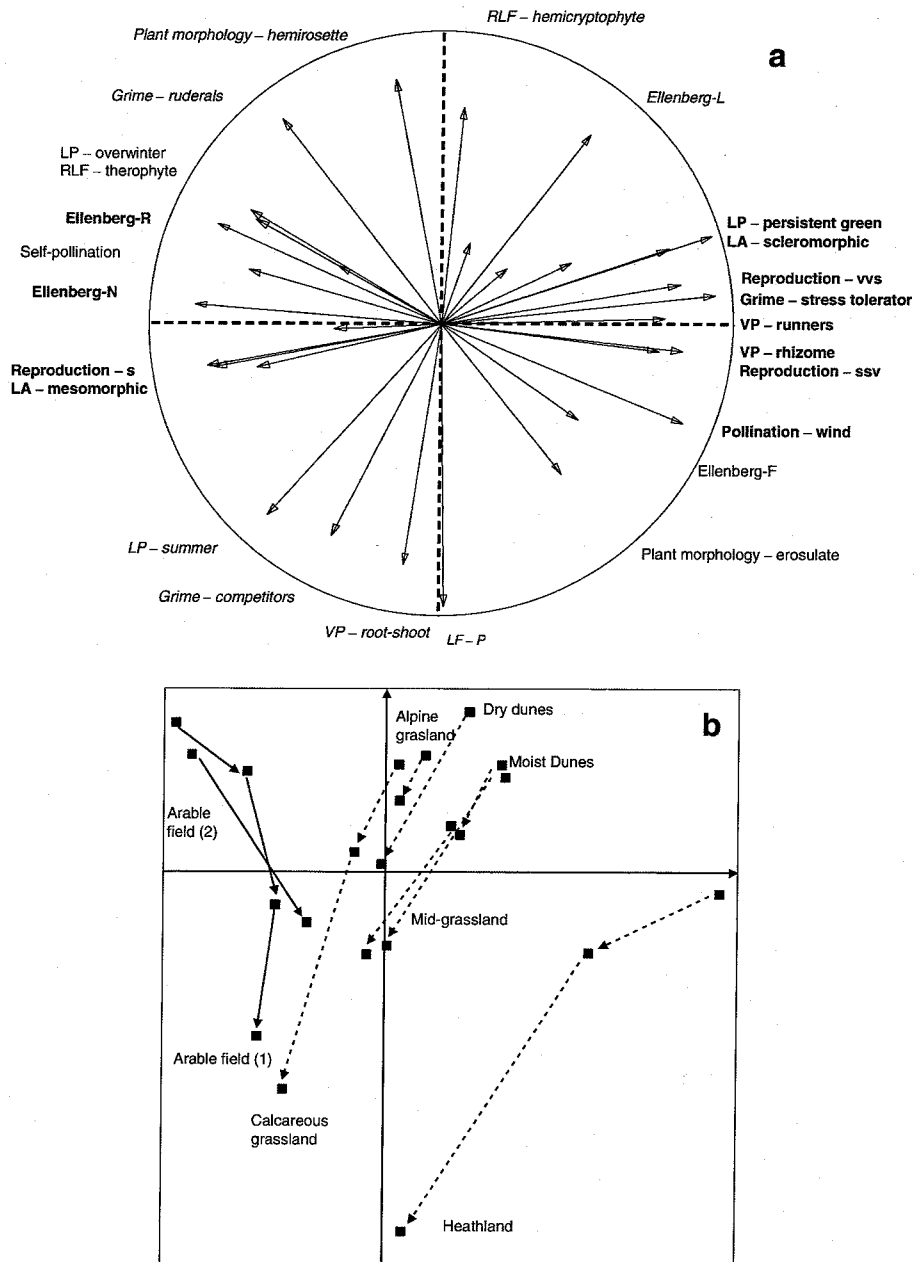 RLF – hemicryptophyte
Plant morphology – hemirosette
a
Grime – ruderals
Ellenberg-L
LP – overwinter
RLF – therophyte
Ellenberg-R
LP – persistent green
LA – scleromorphic
Self-pollination
Reproduction – vvs
Ellenberg-N
Grime – stress tolerator
VP – runners
VP – rhizome
Reproduction – s
Reproduction – ssv
LA – mesomorphic
Pollination – wind
Ellenberg-F
LP – summer
Plant morphology – erosulate
Grime – competitors
VP – root-shoot
LF – P
b
Alpine
grasland
Dry dunes
Moist Dunes
Arable
field (2)
Mid-grassland
Arable field (1)
Calcareous
grassland
Heathland